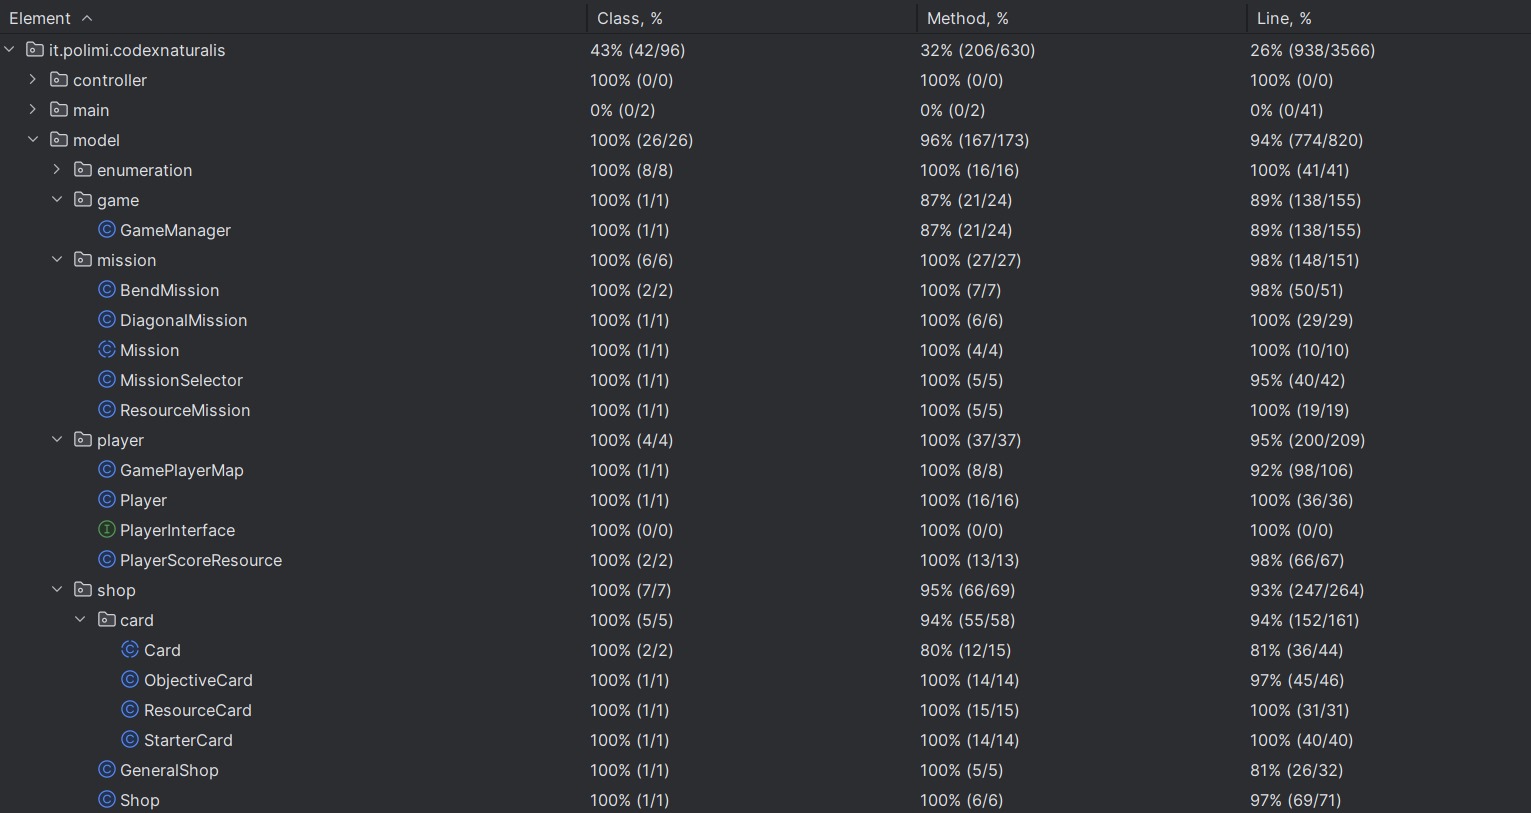 Element Class, % Method, % Line, %
it.polimi.codexnaturalis 43% (42/96) 32% (206/630) 26% (938/3566)
controller 100% (0/0) 100% (0/0) 100% (0/0)
main 0% (0/2) 0% (0/2) 0% (0/41)
model 100% (26/26) 96% (167/173) 94% (774/820)
enumeration 100% (8/8) 100% (16/16) 100% (41/41)
game 100% (1/1) 87% (21/24) 89% (138/155)
GameManager 100% (1/1) 87% (21/24) 89% (138/155)
mission 100% (6/6) 100% (27/27) 98% (148/151)
BendMission 100% (2/2) 100% (7/7) 98% (50/51)
DiagonalMission 100% (1/1) 100% (6/6) 100% (29/29)
Mission 100% (1/1) 100% (4/4) 100% (10/10)
MissionSelector 100% (1/1) 100% (5/5) 95% (40/42)
ResourceMission 100% (1/1) 100% (5/5) 100% (19/19)
player 100% (4/4) 100% (37/37) 95% (200/209)
GamePlayerMap 100% (1/1) 100% (8/8) 92% (98/106)
Player 100% (1/1) 100% (16/16) 100% (36/36)
PlayerInterface 100% (0/0) 100% (0/0) 100% (0/0)
PlayerScoreResource 100% (2/2) 100% (13/13) 98% (66/67)
shop 100% (7/7) 95% (66/69) 93% (247/264)
card 100% (5/5) 94% (55/58) 94% (152/161)
Card 100% (2/2) 80% (12/15) 81% (36/44)
ObjectiveCard 100% (1/1) 100% (14/14) 97% (45/46)
ResourceCard 100% (1/1) 100% (15/15) 100% (31/31)
StarterCard 100% (1/1) 100% (14/14) 100% (40/40)
GeneralShop 100% (1/1) 100% (5/5) 81% (26/32)
Shop 100% (1/1) 100% (6/6) 97% (69/71)